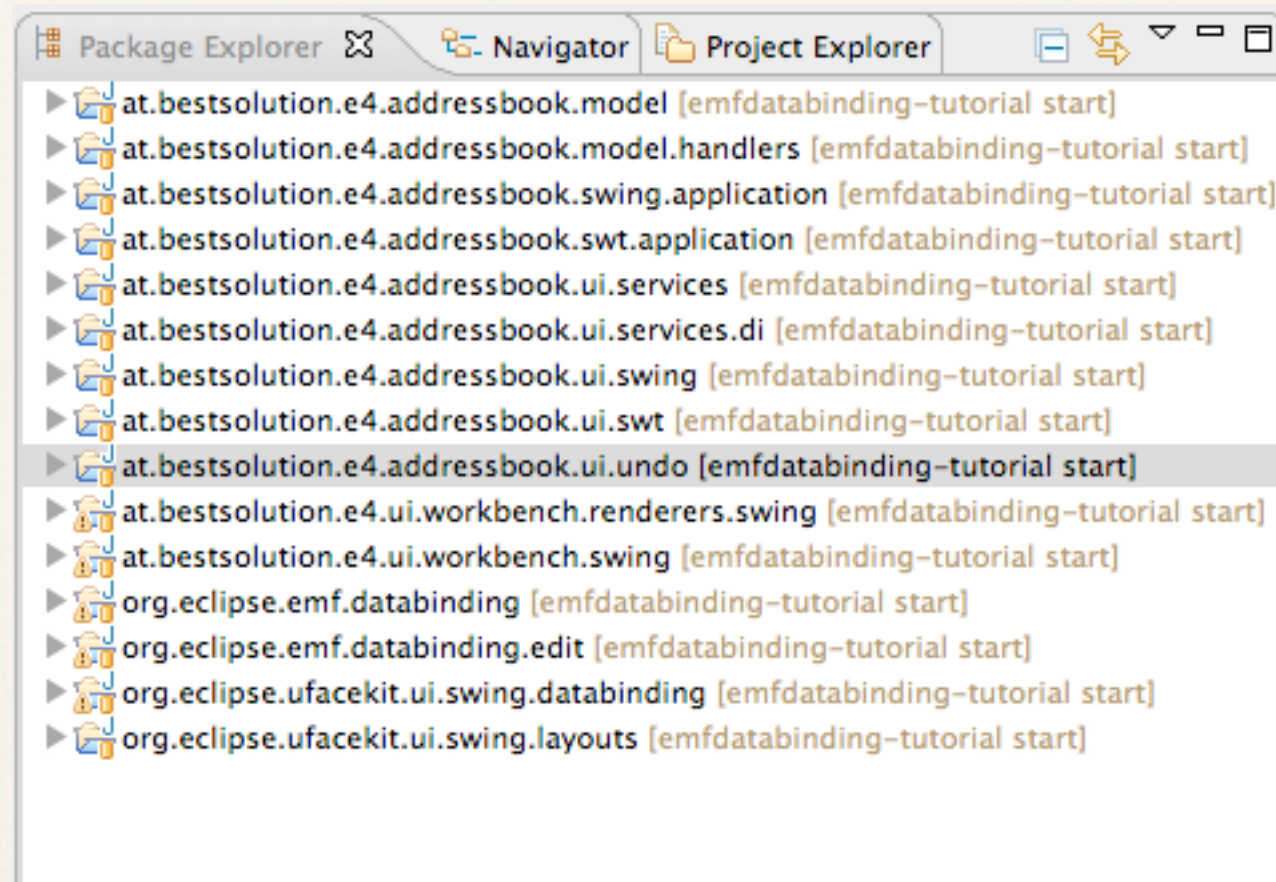 Package Explorer Navigator Project Explorer
at.bestsolution.e4.addressbook.model [emfdatabinding-tutorial start]
at.bestsolution.e4.addressbook.model.handlers [emfdatabinding-tutorial start]
at.bestsolution.e4.addressbook.swing.application [emfdatabinding-tutorial start]
at.bestsolution.e4.addressbook.swt.application [emfdatabinding-tutorial start]
at.bestsolution.e4.addressbook.ui.services [emfdatabinding-tutorial start]
at.bestsolution.e4.addressbook.ui.services.di [emfdatabinding-tutorial start]
at.bestsolution.e4.addressbook.ui.swing [emfdatabinding-tutorial start]
at.bestsolution.e4.addressbook.ui.swt [emfdatabinding-tutorial start]
at.bestsolution.e4.addressbook.ui.undo [emfdatabinding-tutorial start]
at.bestsolution.e4.ui.workbench.renderers.swing [emfdatabinding-tutorial start]
at.bestsolution.e4.ui.workbench.swing [emfdatabinding-tutorial start]
org.eclipse.emf.databinding [emfdatabinding-tutorial start]
org.eclipse.emf.databinding.edit [emfdatabinding-tutorial start]
org.eclipse.ufacekit.ui.swing.databinding [emfdatabinding-tutorial start]
org.eclipse.ufacekit.ui.swing.layouts [emfdatabinding-tutorial start]